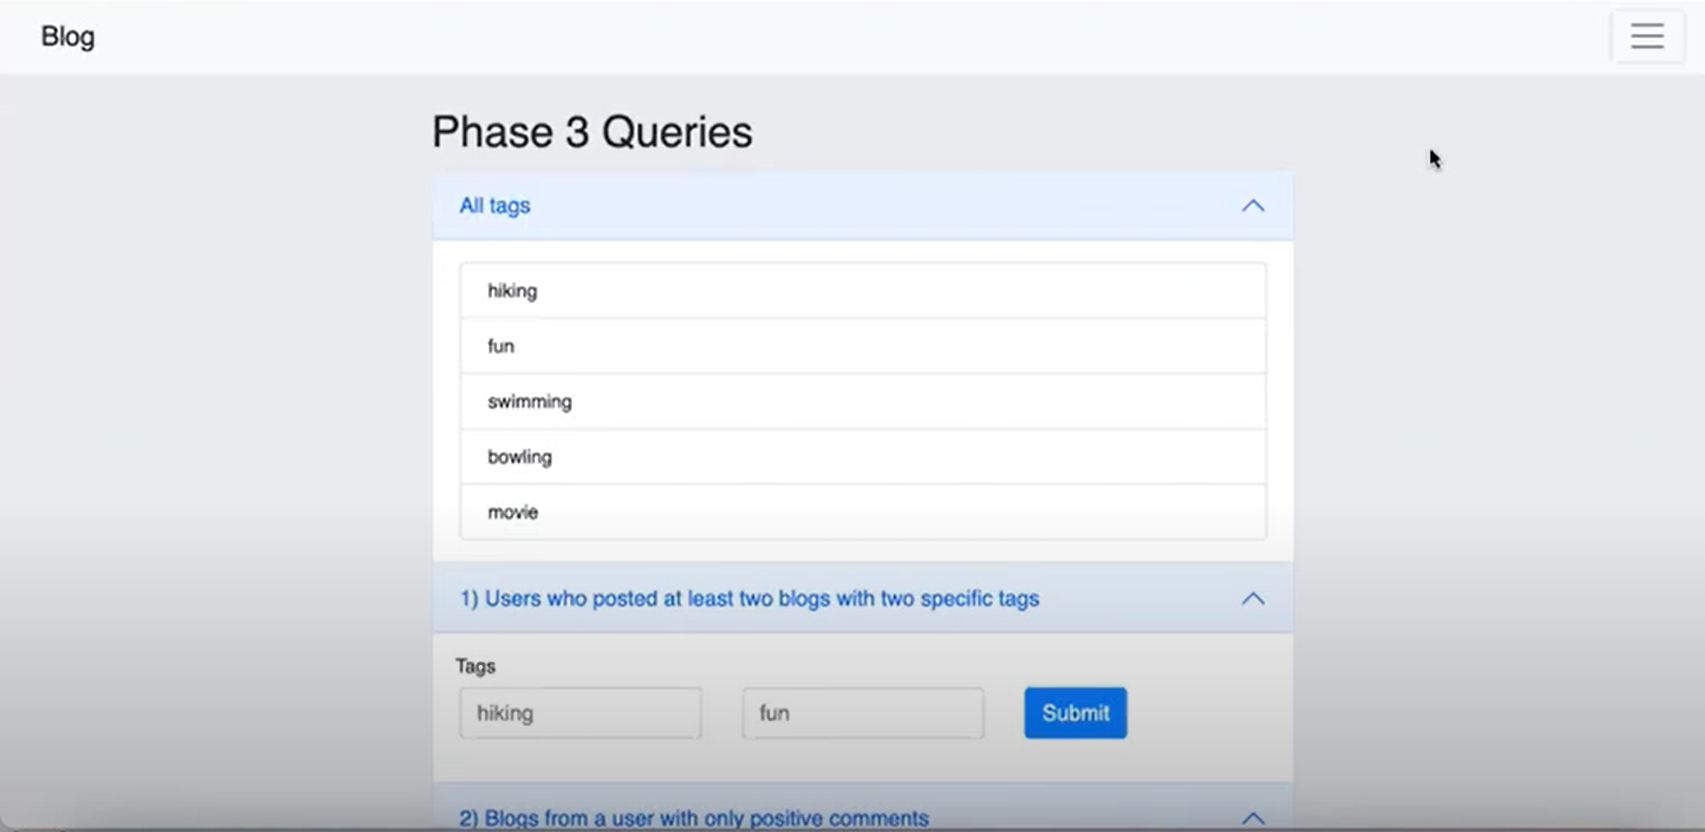 Blog
Phase 3 Queries
All tags
hiking
fun
swimming
bowling
movie
1) Users who posted at least two blogs with two specific tags
Tags
hiking fun Submit
2) Blogs from a user with only positive comments